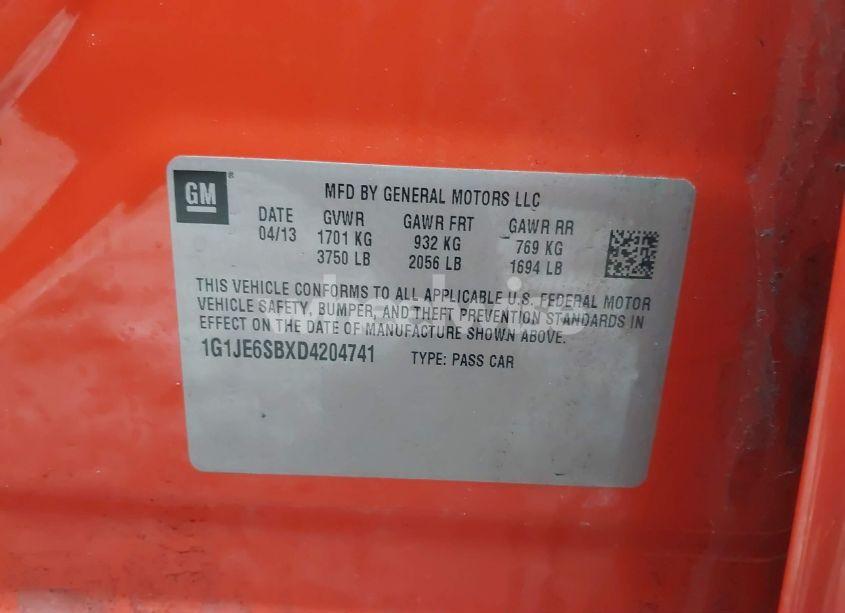 GM ®
MFD BY GENERAL MOTORS LLC
DATE GVWR GAWR FRT GAWR RR
04/13 1701 KG 932 KG 769 KG
3750 LB 2056 LB 1694 LB
THIS VEHICLE CONFORMS TO ALL APPLICABLE U.S. FEDERAL MOTOR
VEHICLE SAFETY, BUMPER, AND THEFT PREVENTION STANDARDS IN
EFFECT ON THE DATE OF MANUFACTURE SHOWN ABOVE.
1G1JE6SBXD4204741 TYPE: PASS CAR